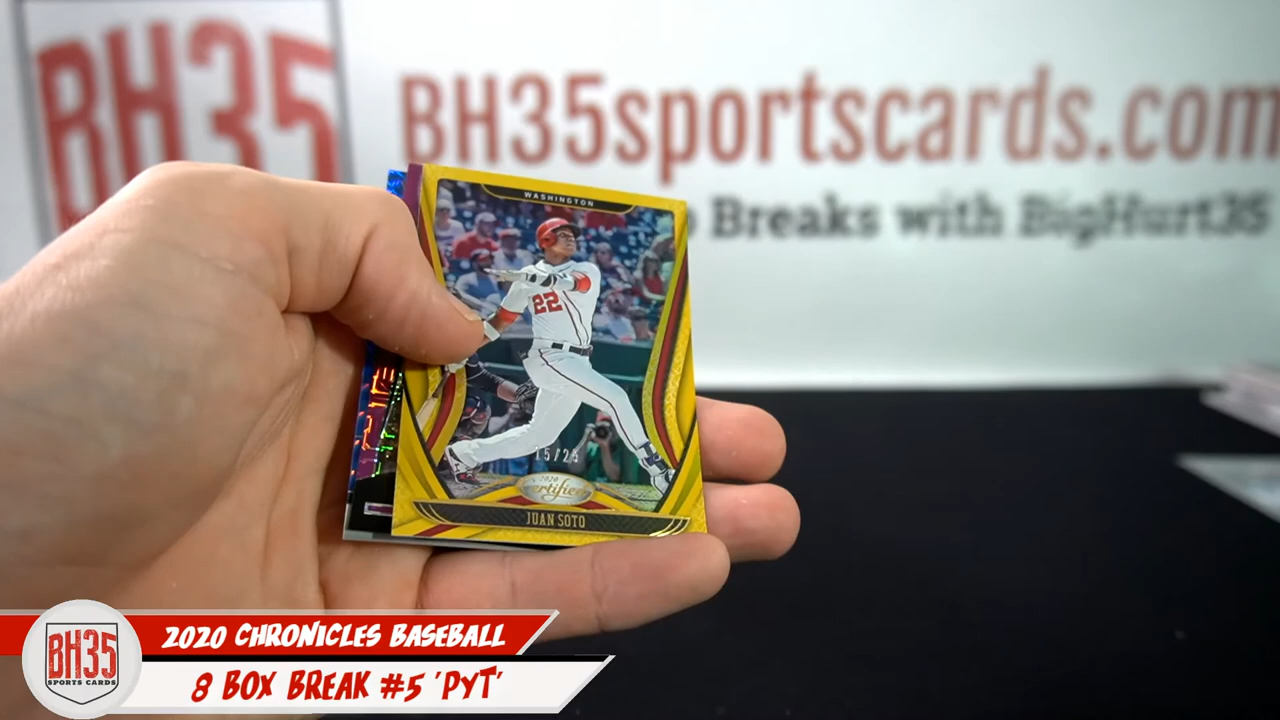 BH35
BH35sportscards.com
Breaks with BigHurt35
WASHINGTON
22
15/25
2020
Certified
JUAN SOTO
BH35
SPORTS CARDS
2020 CHRONICLES BASEBALL
8 BOX BREAK #5 'PYT'